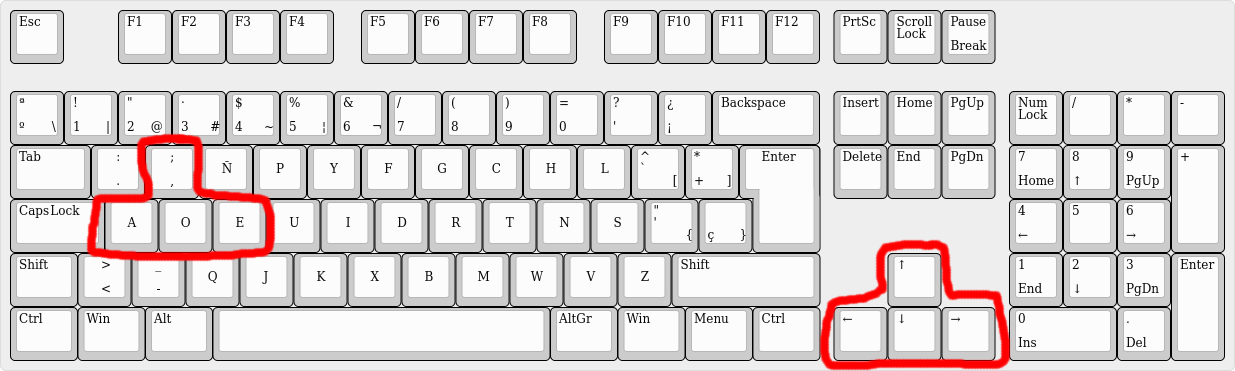 Esc F1 F2 F3 F4 F5 F6 F7 F8 F9 F10 F11 F12 PrtSc Scroll Lock Pause Break
ª ! " · $ % & / ( ) = ? ¿ Backspace Insert Home PgUp Num Lock / * -
º \ 1 | 2 @ 3 # 4 ~ 5 ¦ 6 ¬ 7 8 9 0 ' ¡
Tab : ; Ñ P Y F G C H L ^ ` * Enter Delete End PgDn 7 8 9 +
. , [ + ] Home ↑ PgUp
CapsLock A O E U I D R T N S " ' { ç } 4 5 6
← →
Shift > _ Q J K X B M W V Z Shift ↑ 1 2 3 Enter
< - End ↓ PgDn
Ctrl Win Alt AltGr Win Menu Ctrl ← ↓ → 0 .
Ins Del